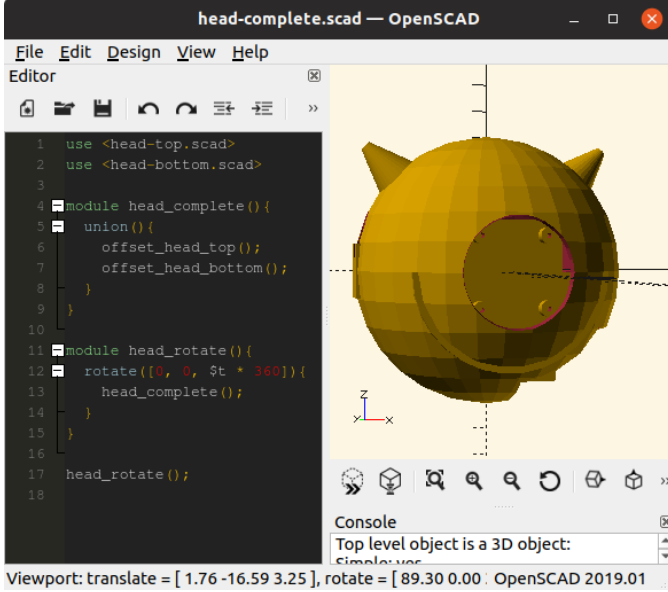 head-complete.scad — OpenSCAD
File Edit Design View Help
Editor
1 use <head-top.scad>
2 use <head-bottom.scad>
3
4 module head_complete(){
5 union(){
6 offset_head_top();
7 offset_head_bottom();
8 }
9 }
10
11 module head_rotate(){
12 rotate([0, 0, $t * 360]){
13 head_complete();
14 }
15 }
16
17 head_rotate();
18
z
x
Console
Top level object is a 3D object:
Simple: yes
Viewport: translate = [ 1.76 -16.59 3.25 ], rotate = [ 89.30 0.00 OpenSCAD 2019.01